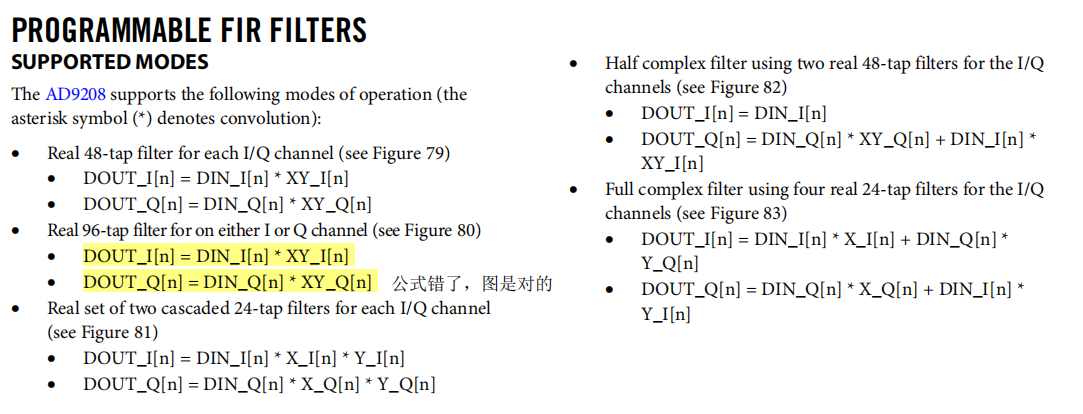 PROGRAMMABLE FIR FILTERS
SUPPORTED MODES
The AD9208 supports the following modes of operation (the
asterisk symbol (*) denotes convolution):
• Real 48-tap filter for each I/Q channel (see Figure 79)
• DOUT_I[n] = DIN_I[n] * XY_I[n]
• DOUT_Q[n] = DIN_Q[n] * XY_Q[n]
• Real 96-tap filter for on either I or Q channel (see Figure 80)
• DOUT_I[n] = DIN_I[n] * XY_I[n]
• DOUT_Q[n] = DIN_Q[n] * XY_Q[n] 公式错了，图是对的
• Real set of two cascaded 24-tap filters for each I/Q channel
(see Figure 81)
• DOUT_I[n] = DIN_I[n] * X_I[n] * Y_I[n]
• DOUT_Q[n] = DIN_Q[n] * X_Q[n] * Y_Q[n]
• Half complex filter using two real 48-tap filters for the I/Q
channels (see Figure 82)
• DOUT_I[n] = DIN_I[n]
• DOUT_Q[n] = DIN_Q[n] * XY_Q[n] + DIN_I[n] *
XY_I[n]
• Full complex filter using four real 24-tap filters for the I/Q
channels (see Figure 83)
• DOUT_I[n] = DIN_I[n] * X_I[n] + DIN_Q[n] *
Y_Q[n]
• DOUT_Q[n] = DIN_Q[n] * X_Q[n] + DIN_I[n] *
Y_I[n]